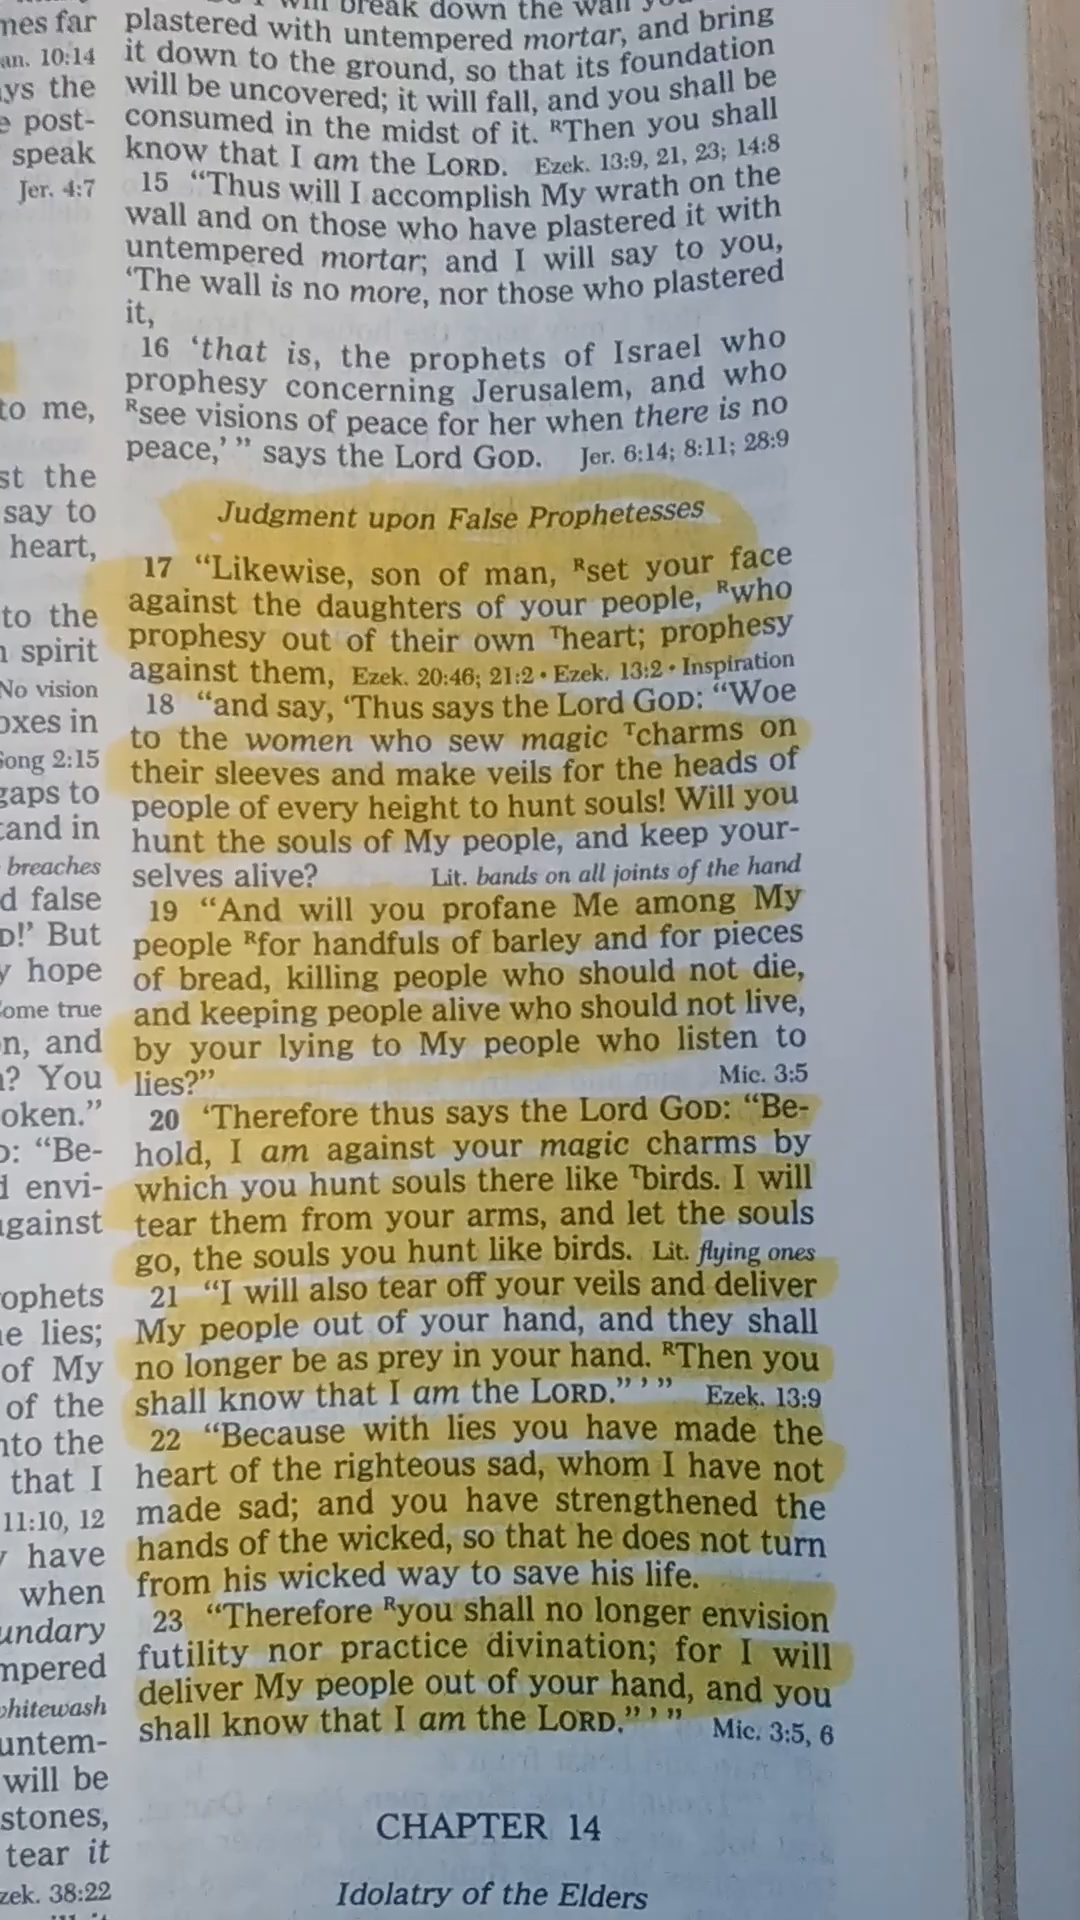 nes far
an. 10:14
ys the
e post-
speak
Jer. 4:7
to me,
st the
say to
heart,
to the
spirit
No vision
oxes in
Song 2:15
gaps to
tand in
breaches
d false
D!’ But
y hope
ome true
n, and
? You
oken.”
D: “Be-
d envi-
against
ophets
e lies;
of My
of the
nto the
that I
11:10, 12
have
when
undary
mpered
whitewash
untem-
will be
stones,
tear it
zek. 38:22
will break down the wall
plastered with untempered mortar, and bring
it down to the ground, so that its foundation
will be uncovered; it will fall, and you shall be
consumed in the midst of it. ᴿThen you shall
know that I am the LORD. Ezek. 13:9, 21, 23; 14:8
15 “Thus will I accomplish My wrath on the
wall and on those who have plastered it with
untempered mortar; and I will say to you,
‘The wall is no more, nor those who plastered
it,
16 ‘that is, the prophets of Israel who
prophesy concerning Jerusalem, and who
ᴿsee visions of peace for her when there is no
peace,’ ” says the Lord GOD. Jer. 6:14; 8:11; 28:9
Judgment upon False Prophetesses
17 “Likewise, son of man, ᴿset your face
against the daughters of your people, ᴿwho
prophesy out of their own ᵀheart; prophesy
against them, Ezek. 20:46; 21:2 • Ezek. 13:2 • Inspiration
18 “and say, ‘Thus says the Lord GOD: “Woe
to the women who sew magic ᵀcharms on
their sleeves and make veils for the heads of
people of every height to hunt souls! Will you
hunt the souls of My people, and keep your-
selves alive? Lit. bands on all joints of the hand
19 “And will you profane Me among My
people ᴿfor handfuls of barley and for pieces
of bread, killing people who should not die,
and keeping people alive who should not live,
by your lying to My people who listen to
lies?” Mic. 3:5
20 ‘Therefore thus says the Lord GOD: “Be-
hold, I am against your magic charms by
which you hunt souls there like ᵀbirds. I will
tear them from your arms, and let the souls
go, the souls you hunt like birds. Lit. flying ones
21 “I will also tear off your veils and deliver
My people out of your hand, and they shall
no longer be as prey in your hand. ᴿThen you
shall know that I am the LORD.” ’ ” Ezek. 13:9
22 “Because with lies you have made the
heart of the righteous sad, whom I have not
made sad; and you have strengthened the
hands of the wicked, so that he does not turn
from his wicked way to save his life.
23 “Therefore ᴿyou shall no longer envision
futility nor practice divination; for I will
deliver My people out of your hand, and you
shall know that I am the LORD.” ’ ” Mic. 3:5, 6
CHAPTER 14
Idolatry of the Elders